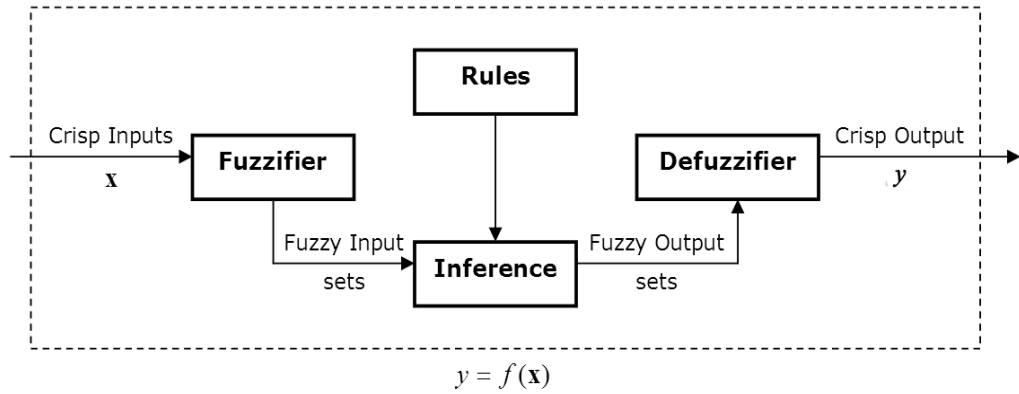 Rules
Crisp Inputs
x
Fuzzifier
Defuzzifier
Crisp Output
y
Fuzzy Input
sets
Inference
Fuzzy Output
sets
y = f(x)